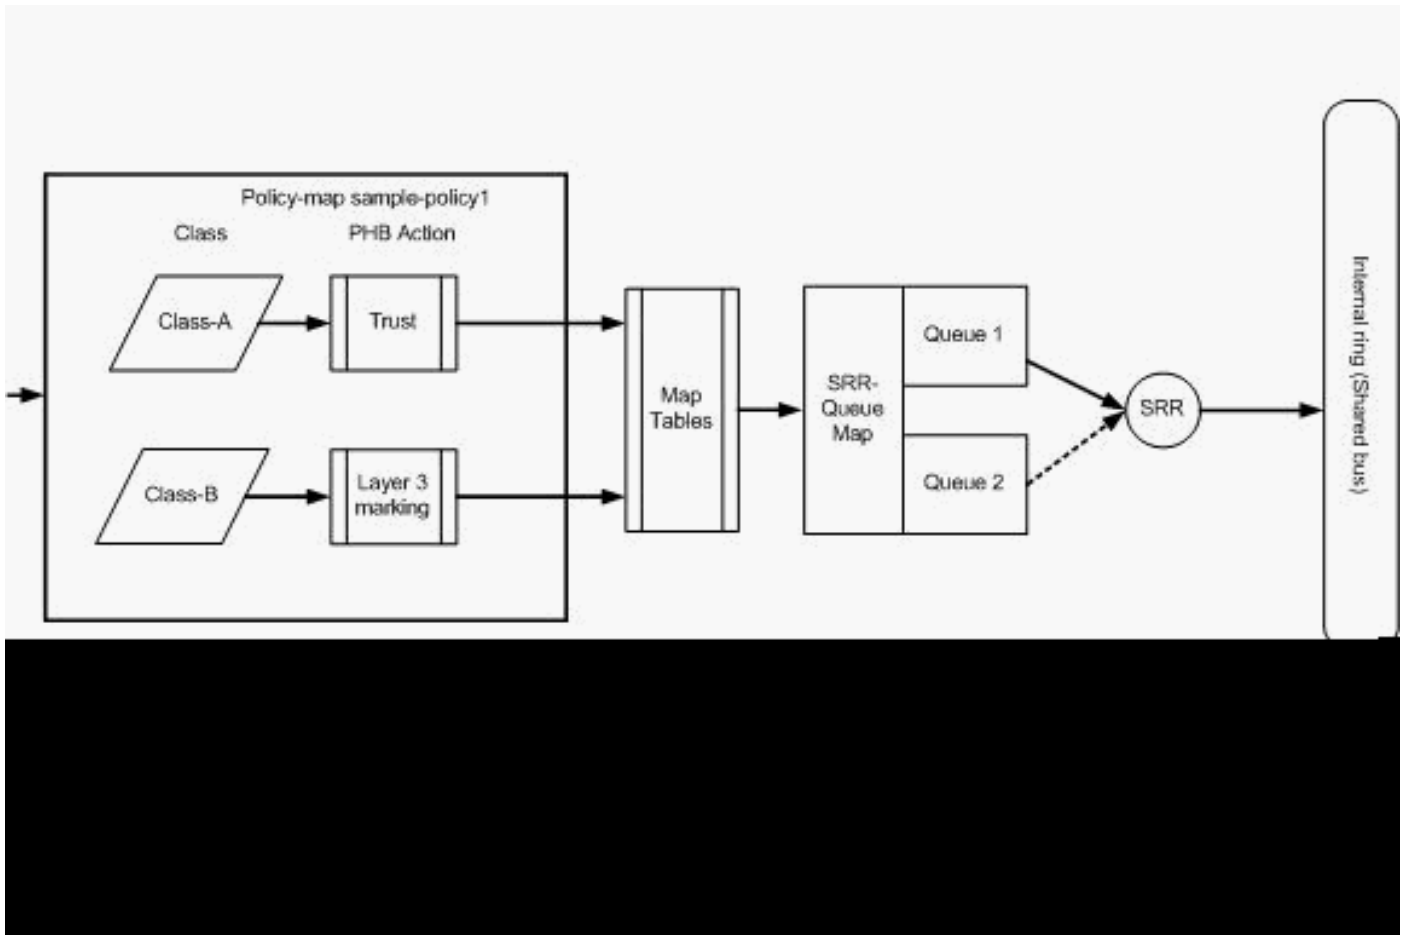 Policy-map sample-policy1
Class
PHB Action
Class-A
Trust
Class-B
Layer 3
marking
Map
Tables
SRR-
Queue
Map
Queue 1
Queue 2
SRR
Internal ring (Shared bus)